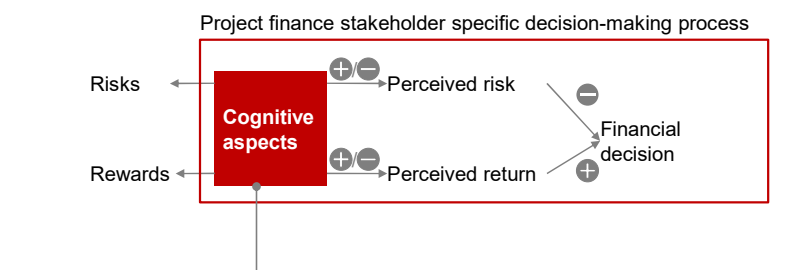 Project finance stakeholder specific decision-making process
+/−
Risks
Perceived risk
−
Cognitive
aspects
Financial
decision
+/−
Rewards
Perceived return
+